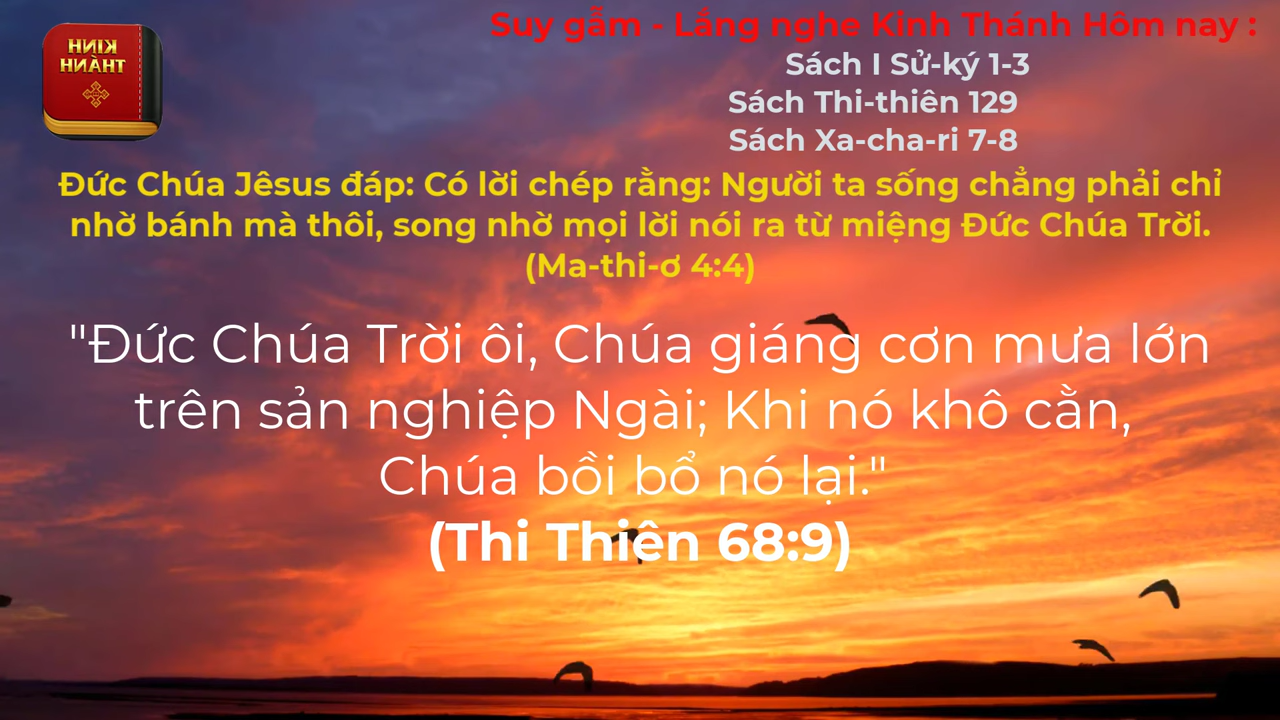 KINH
THÁNH
Suy gẫm - Lắng nghe Kinh Thánh Hôm nay :
Sách I Sử-ký 1-3
Sách Thi-thiên 129
Sách Xa-cha-ri 7-8
Đức Chúa Jêsus đáp: Có lời chép rằng: Người ta sống chẳng phải chỉ
nhờ bánh mà thôi, song nhờ mọi lời nói ra từ miệng Đức Chúa Trời.
(Ma-thi-ơ 4:4)
"Đức Chúa Trời ôi, Chúa giáng cơn mưa lớn
trên sản nghiệp Ngài; Khi nó khô cằn,
Chúa bồi bổ nó lại."
(Thi Thiên 68:9)